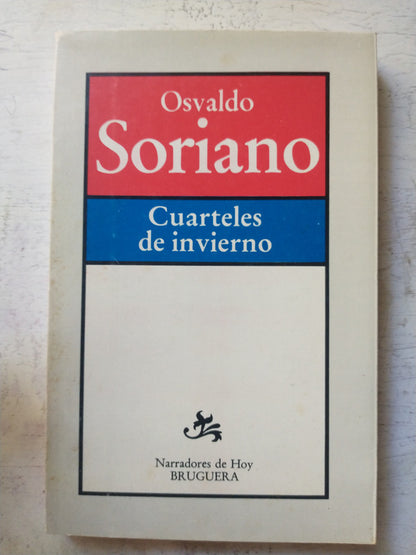 Osvaldo
Soriano
Cuarteles
de invierno
Narradores de Hoy
BRUGUERA